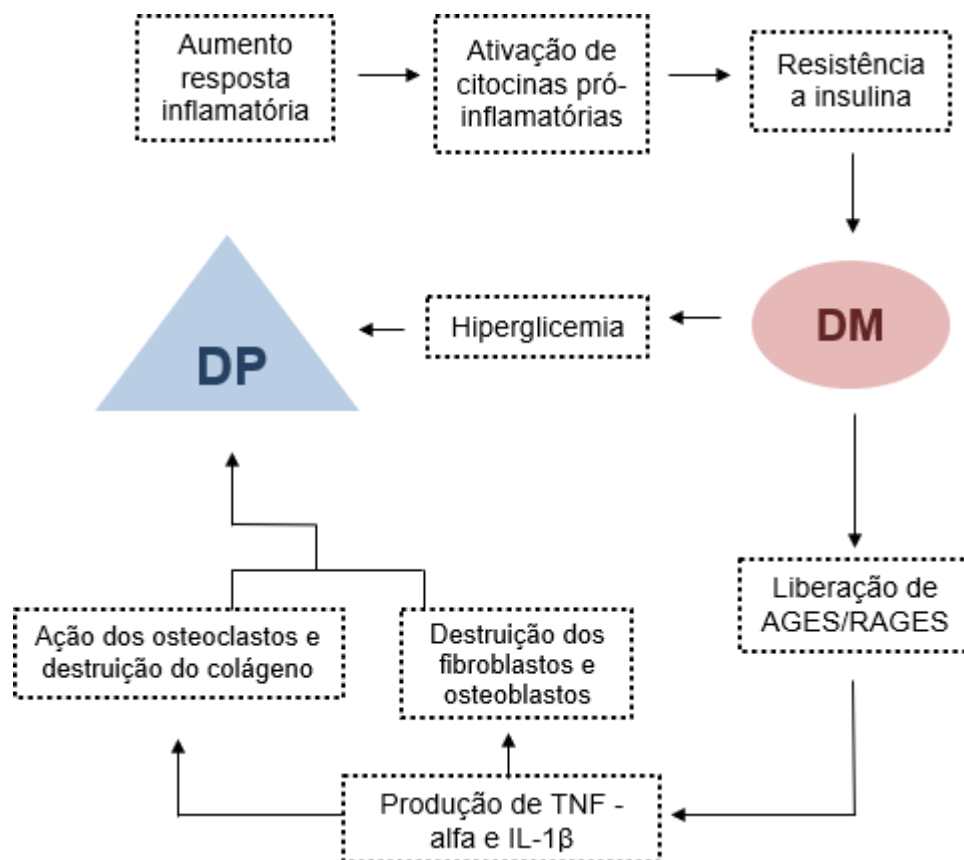 Aumento
resposta
inflamatória
Ativação de
citocinas pró-
inflamatórias
Resistência
a insulina
DP
Hiperglicemia
DM
Liberação de
AGES/RAGES
Ação dos osteoclastos e
destruição do colágeno
Destruição dos
fibroblastos e
osteoblastos
Produção de TNF -
alfa e IL-1β